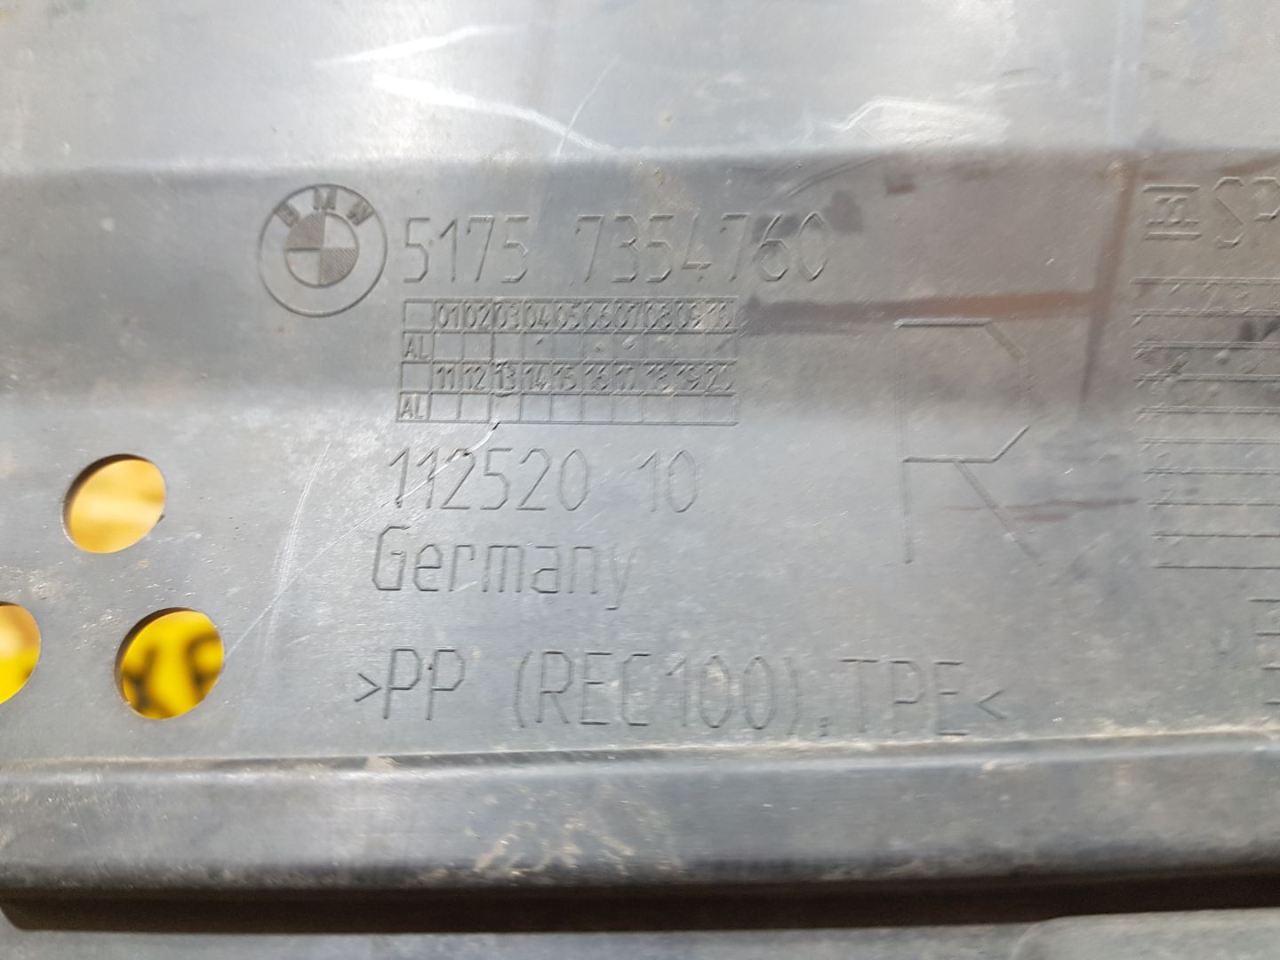 BMW 5175 7354760
01 02 03 04 05 06 07 08 09 10
AL
11 12 13 14 15 16 17 18 19 20
AL
112520 10
Germany
>PP (REC100), TPE<
R